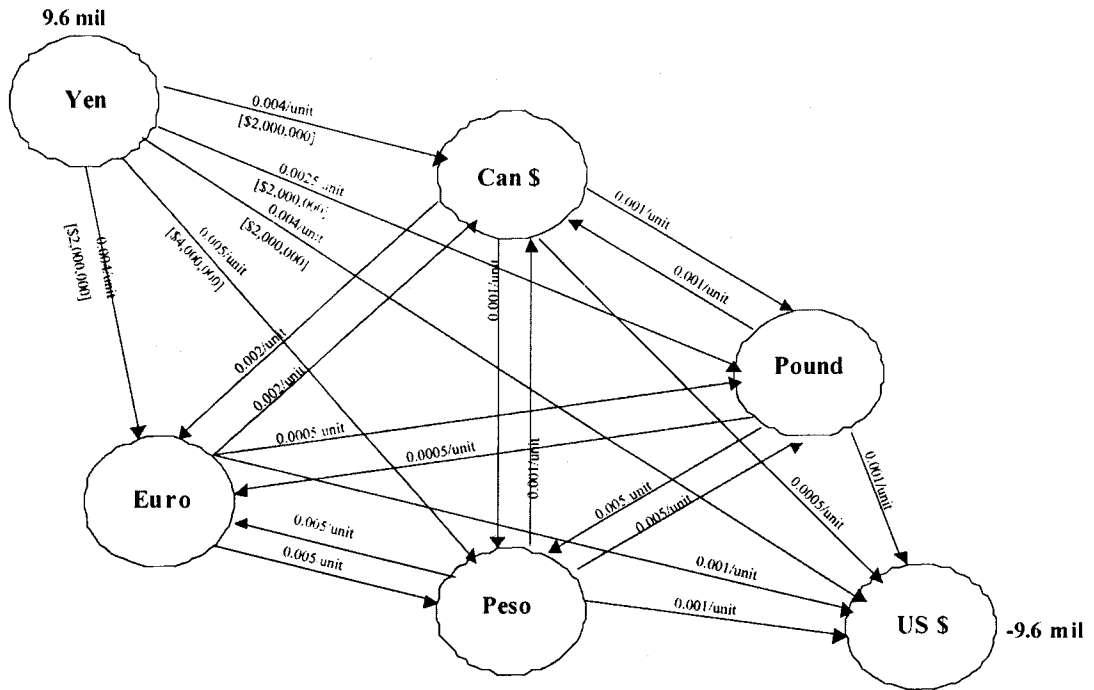 9.6 mil
Yen
0.004/unit
[$2,000,000]
Can $
[$2,000,000]
0.004/unit
[$2,000,000]
0.005/unit
[$4,000,000]
0.004/unit
[$2,000,000]
0.001/unit
0.001/unit
0.001/unit
0.002/unit
0.002/unit
Pound
0.0005 unit
0.0005/unit
0.001/unit
0.001/unit
0.0005/unit
Euro
0.005 unit
0.005/unit
0.005/unit
0.005 unit
0.001/unit
Peso
0.001/unit
US $
-9.6 mil